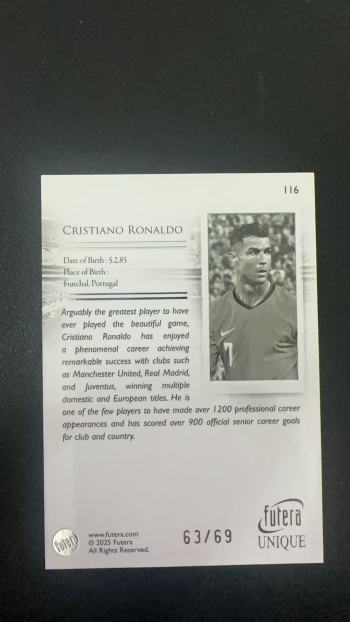 116
CRISTIANO RONALDO
Date of Birth : 5.2.85
Place of Birth :
Funchal, Portugal
Arguably the greatest player to have
ever played the beautiful game,
Cristiano Ronaldo has enjoyed
a phenomenal career achieving
remarkable success with clubs such
as Manchester United, Real Madrid,
and Juventus, winning multiple
domestic and European titles. He is
one of the few players to have made over 1200 professional career
appearances and has scored over 900 official senior career goals
for club and country.
7
futera
www.futera.com
© 2025 Futera
All Rights Reserved.
63/69
futera
UNIQUE